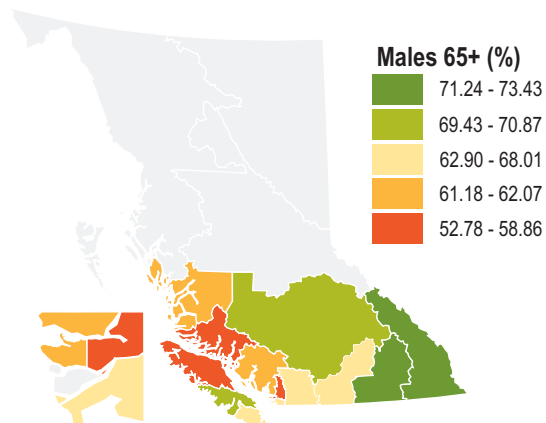 Males 65+ (%)
71.24 - 73.43
69.43 - 70.87
62.90 - 68.01
61.18 - 62.07
52.78 - 58.86